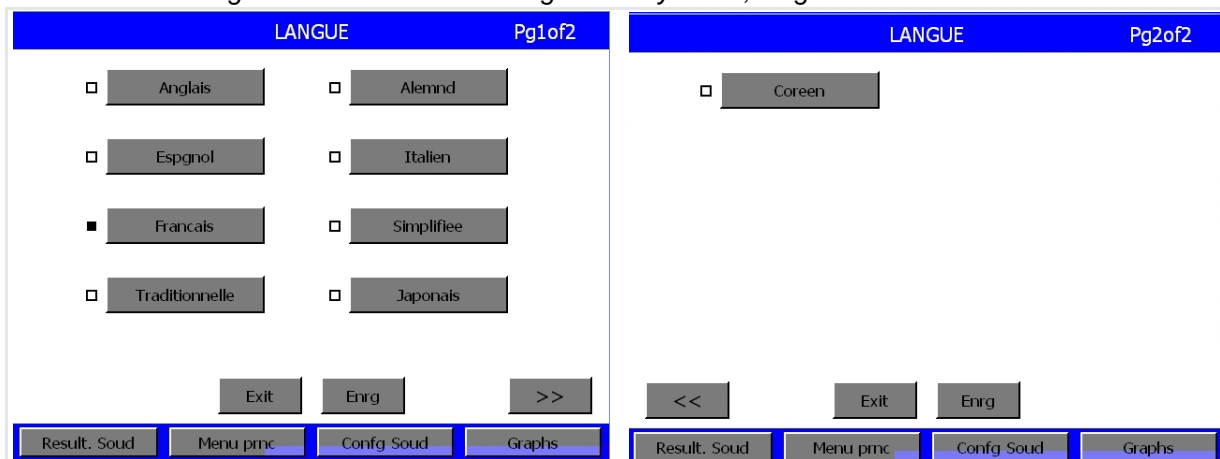 LANGUE Pg1of2
Anglais Alemnd
Espgnol Italien
Francais Simplifiee
Traditionnelle Japonais
Exit Enrg >>
Result. Soud Menu prnc Confg Soud Graphs
LANGUE Pg2of2
Coreen
<< Exit Enrg
Result. Soud Menu prnc Confg Soud Graphs